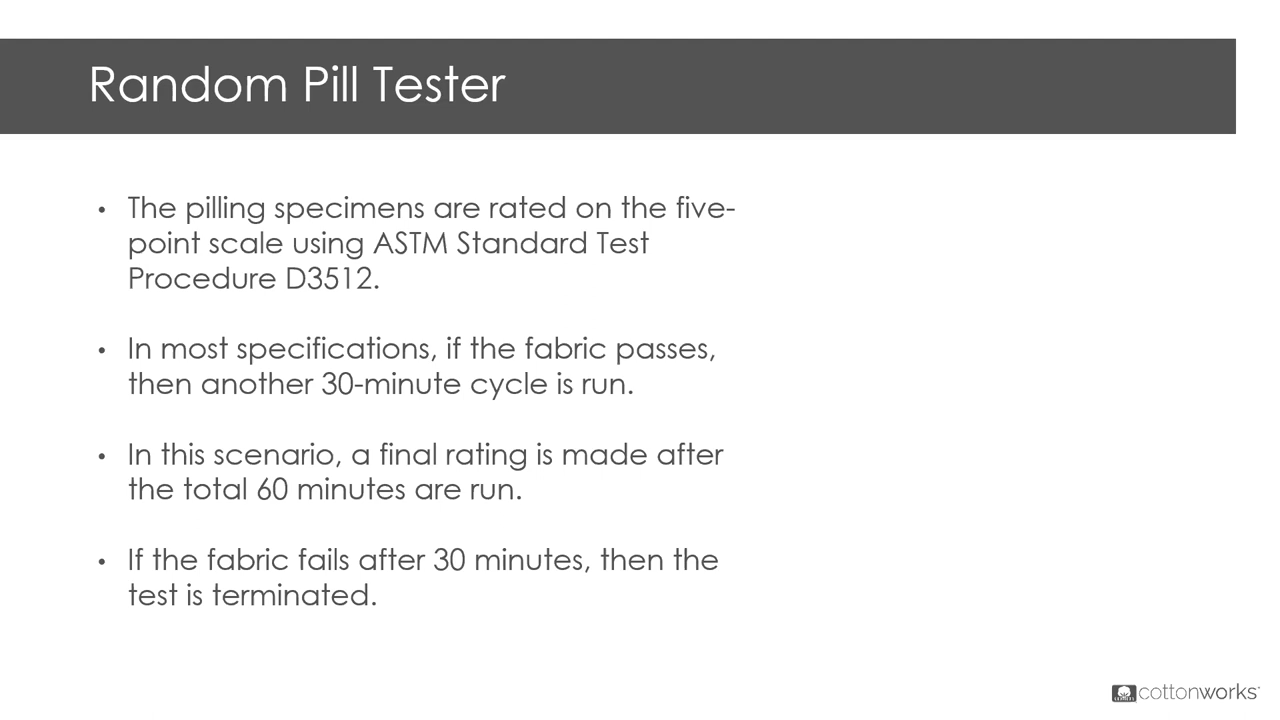 Random Pill Tester
• The pilling specimens are rated on the five-
point scale using ASTM Standard Test
Procedure D3512.
• In most specifications, if the fabric passes,
then another 30-minute cycle is run.
• In this scenario, a final rating is made after
the total 60 minutes are run.
• If the fabric fails after 30 minutes, then the
test is terminated.
cottonworks